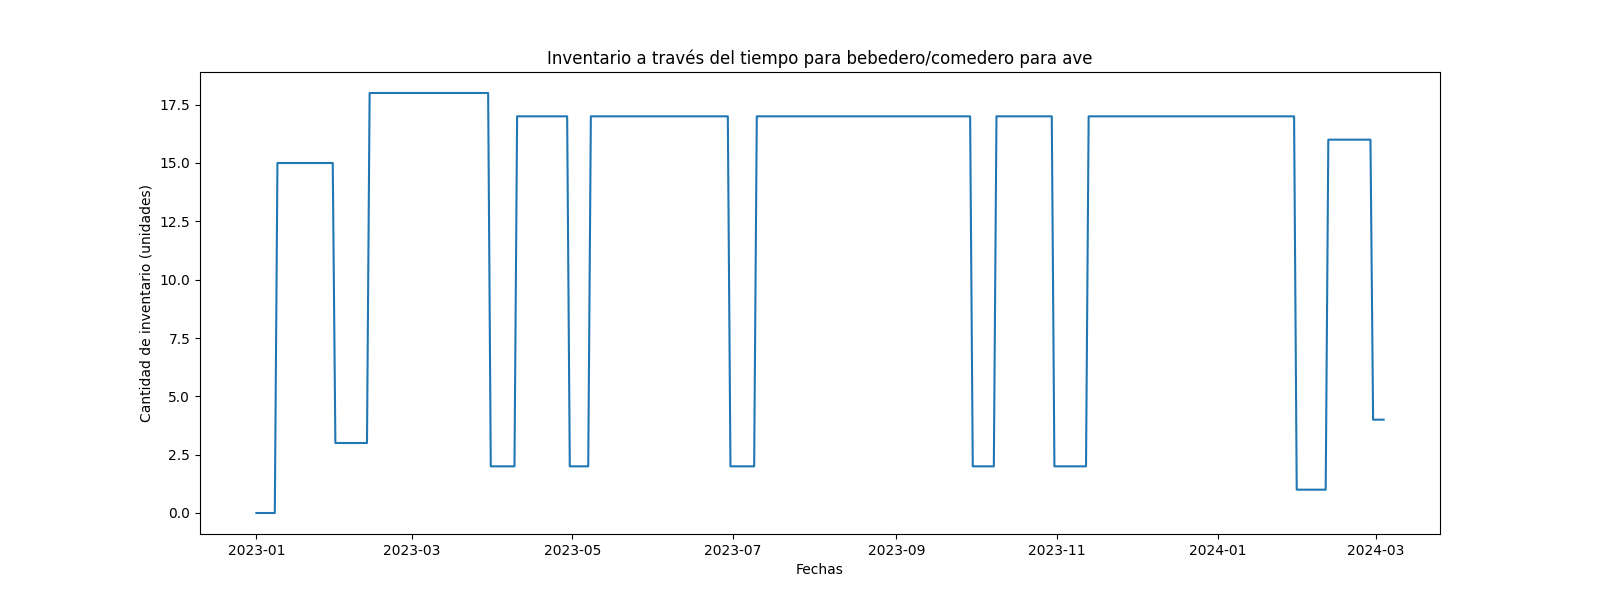 Inventario a través del tiempo para bebedero/comedero para ave
Cantidad de inventario (unidades)
17.5
15.0
12.5
10.0
7.5
5.0
2.5
0.0
2023-01 2023-03 2023-05 2023-07 2023-09 2023-11 2024-01 2024-03
Fechas